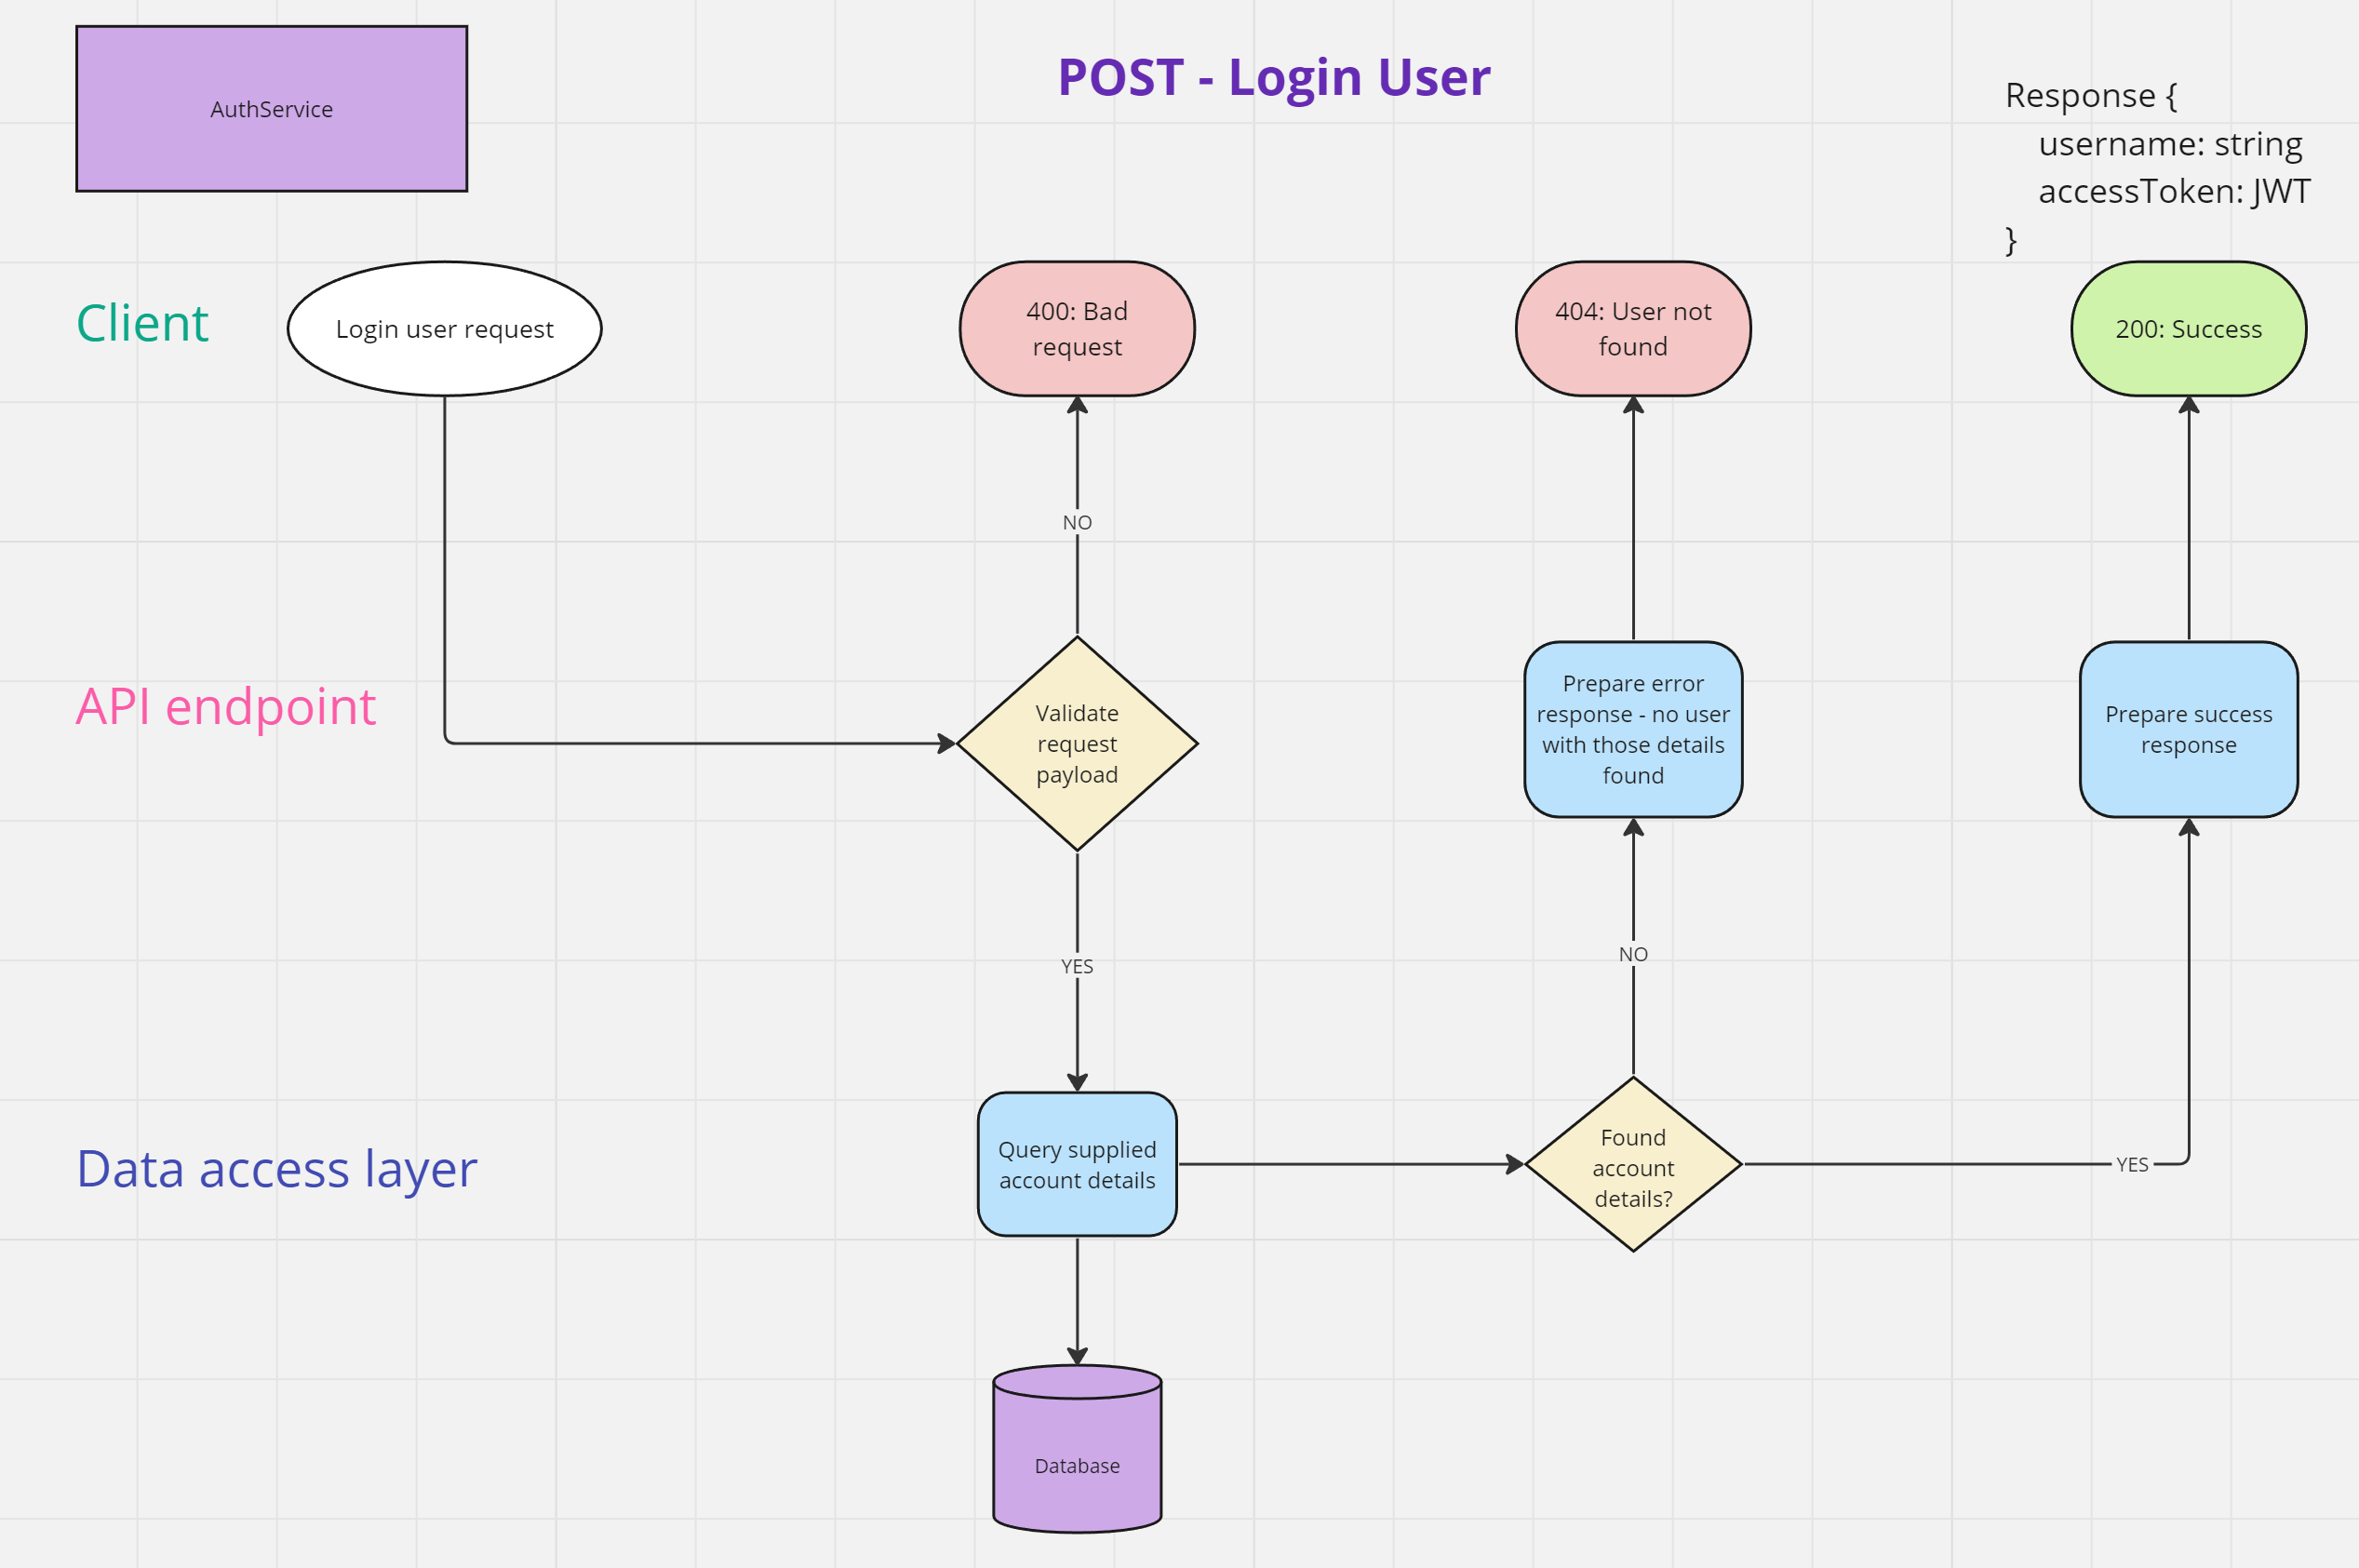 AuthService
POST - Login User
Response {
username: string
accessToken: JWT
}
Client
Login user request
400: Bad
request
404: User not
found
200: Success
NO
API endpoint
Validate
request
payload
Prepare error
response - no user
with those details
found
Prepare success
response
YES
NO
Data access layer
Query supplied
account details
Found
account
details?
YES
Database